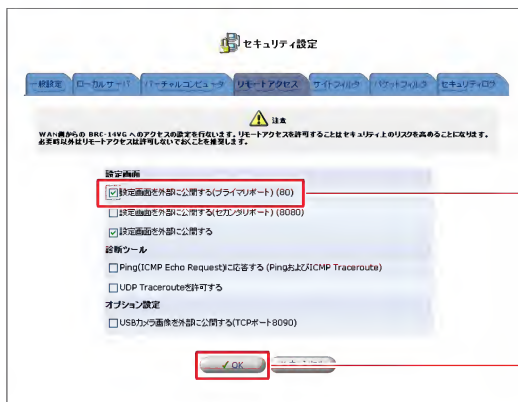 セキュリティ設定
一般設定 ローカルサーバ バーチャルコンピュータ リモートアクセス サイトフィルタ パケットフィルタ セキュリティログ
注意
WAN側からの BRC-14VG へのアクセスの設定を行ないます。リモートアクセスを許可することはセキュリティ上のリスクを高めることになります。
必要時以外はリモートアクセスは許可しないでおくことを推奨します。
設定画面
設定画面を外部に公開する(プライマリポート) (80)
設定画面を外部に公開する(セカンダリポート) (8080)
設定画面を外部に公開する
診断ツール
Ping(ICMP Echo Request)に応答する (PingおよびICMP Traceroute)
UDP Tracerouteを許可する
オプション設定
USBカメラ画像を外部に公開する(TCPポート8090)
OK